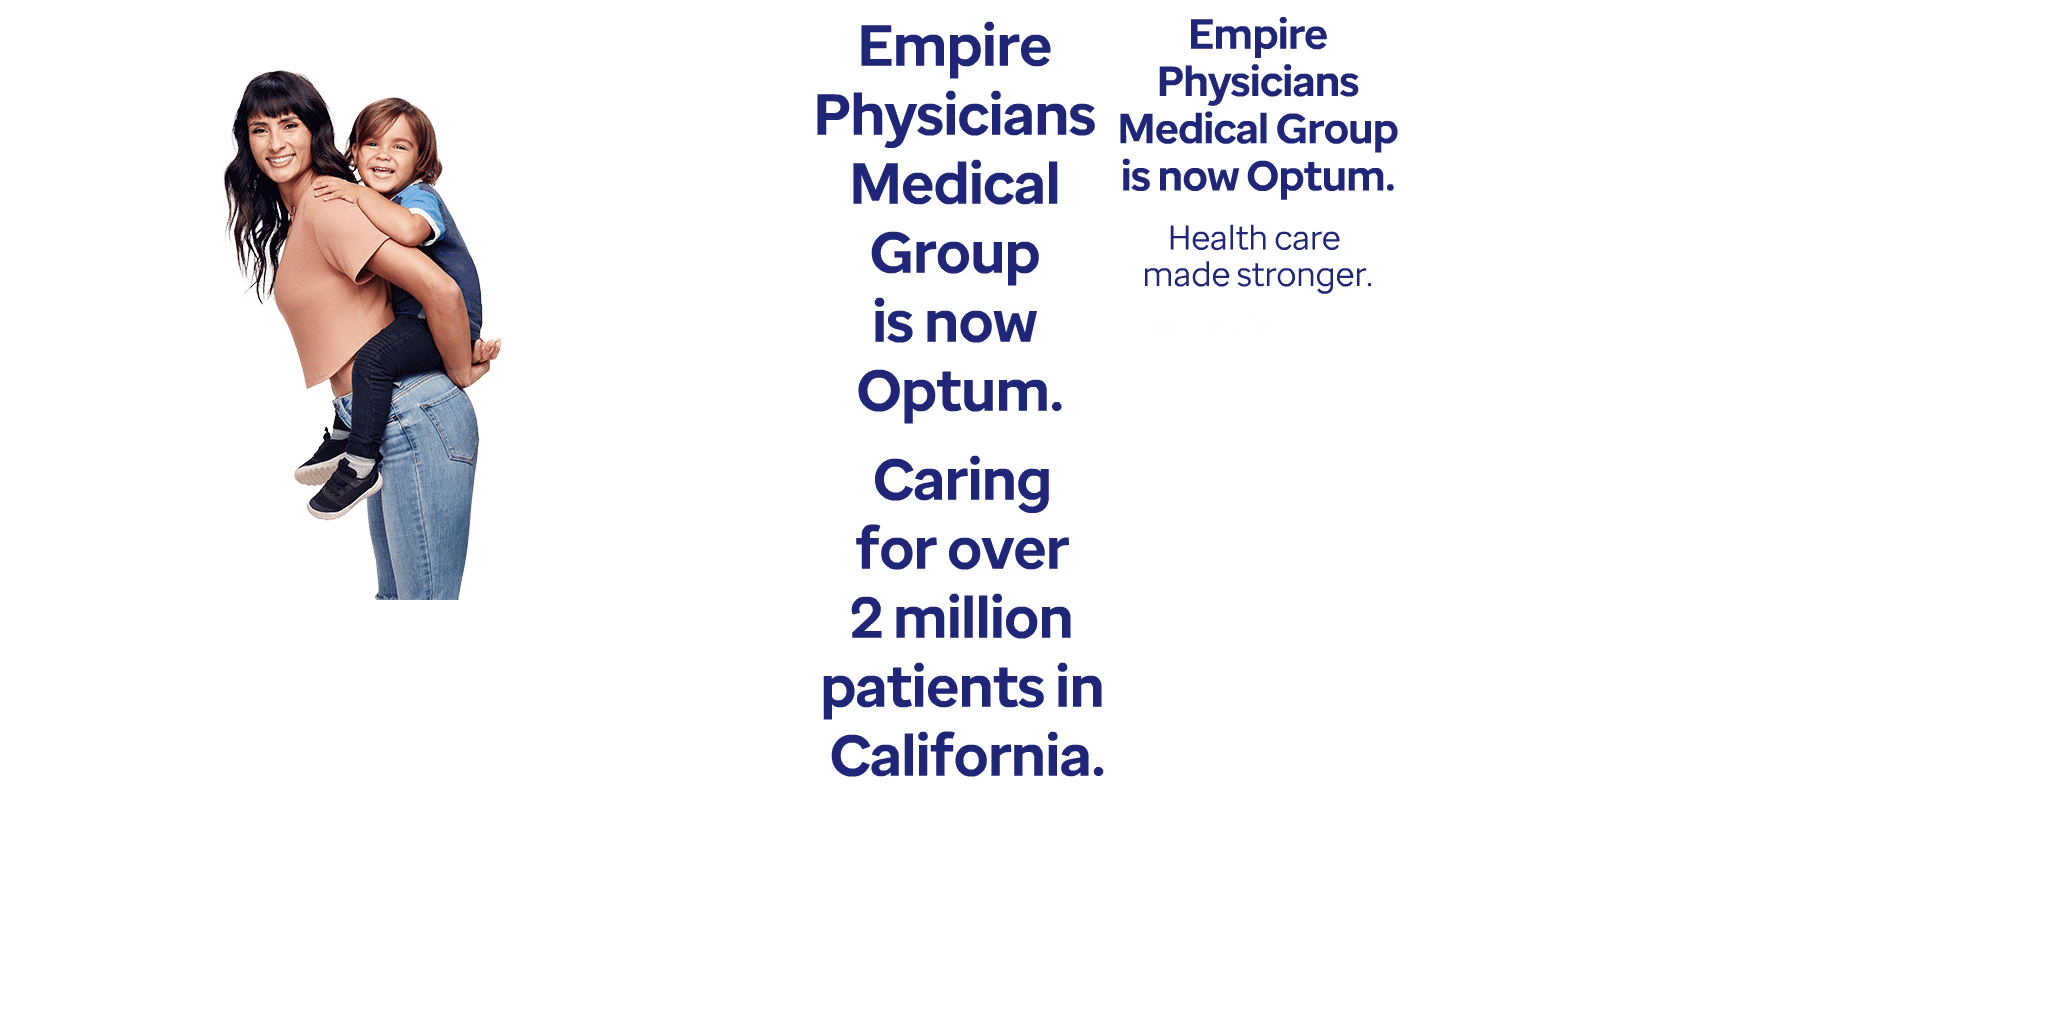 Empire
Physicians
Medical
Group
is now
Optum.
Caring
for over
2 million
patients in
California.
Empire
Physicians
Medical Group
is now Optum.
Health care
made stronger.